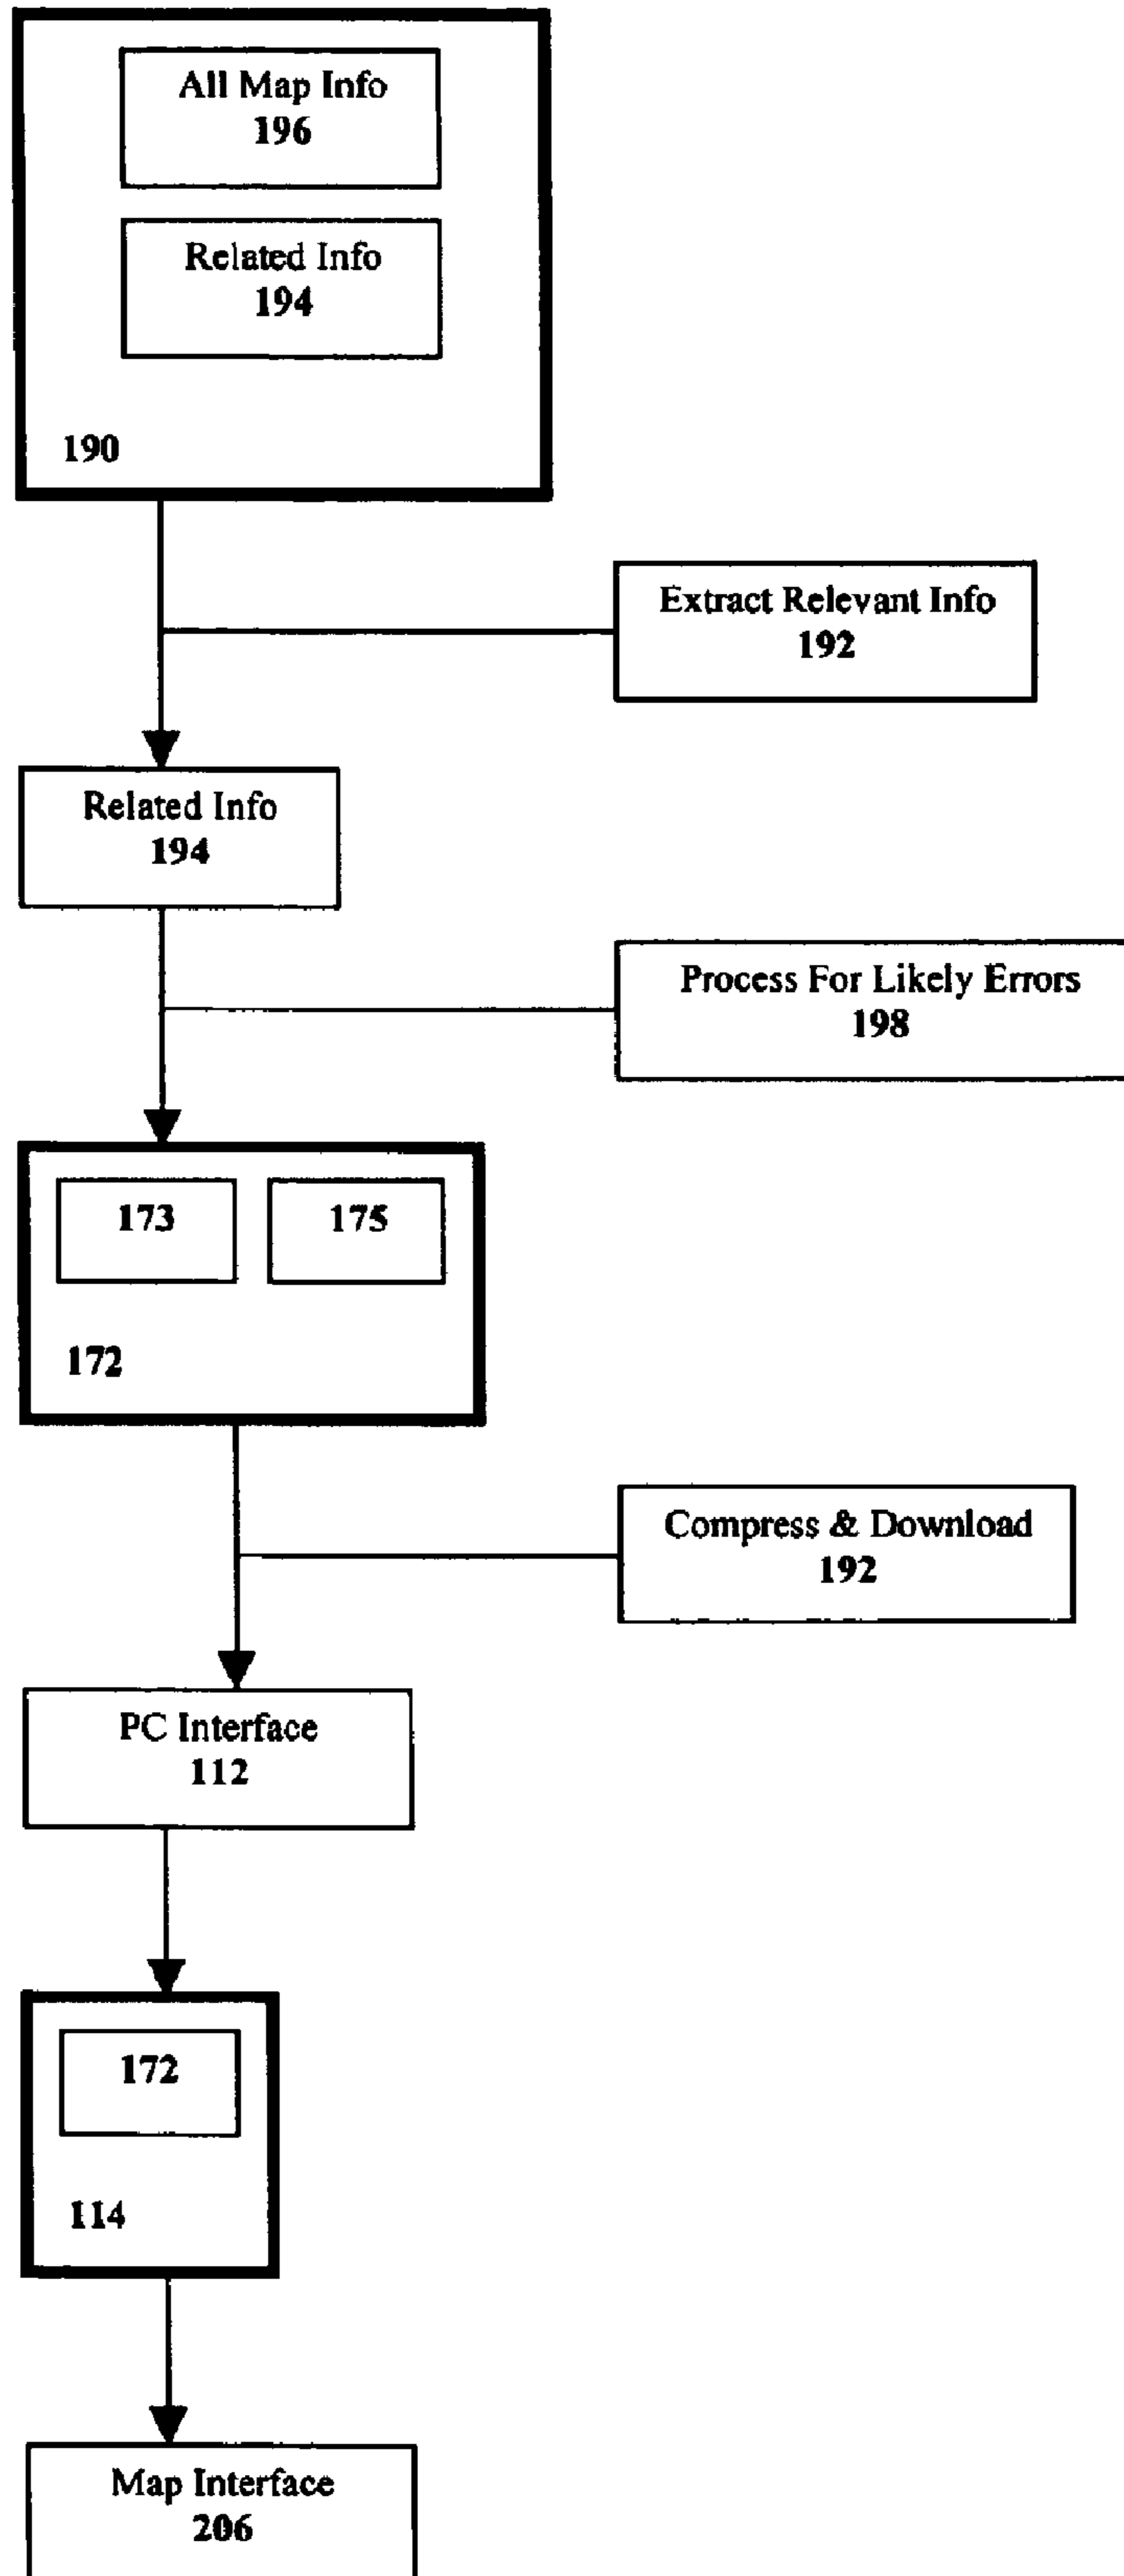 All Map Info
196
Related Info
194
190
Extract Relevant Info
192
Related Info
194
Process For Likely Errors
198
173
175
172
Compress & Download
192
PC Interface
112
172
114
Map Interface
206